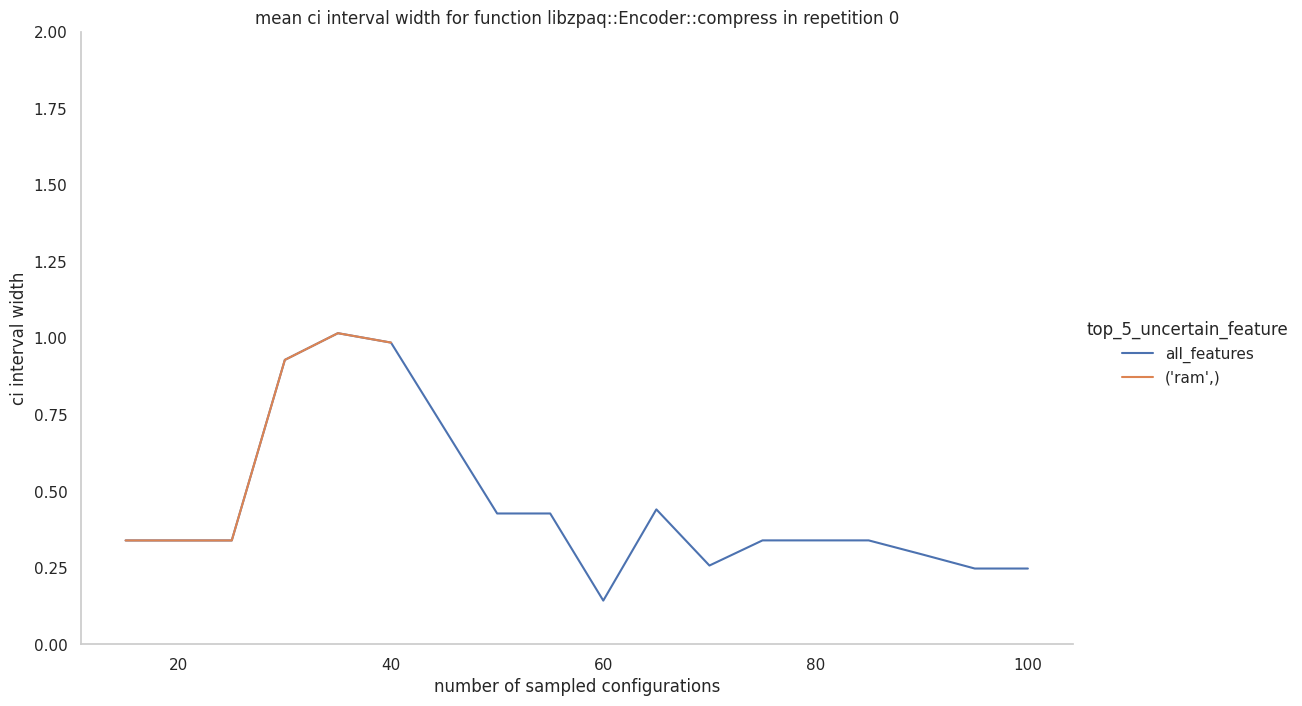 mean ci interval width for function libzpaq::Encoder::compress in repetition 0
2.00
1.75
1.50
1.25
1.00
0.75
0.50
0.25
0.00
ci interval width
20
40
60
80
100
number of sampled configurations
top_5_uncertain_feature
all_features
('ram',)